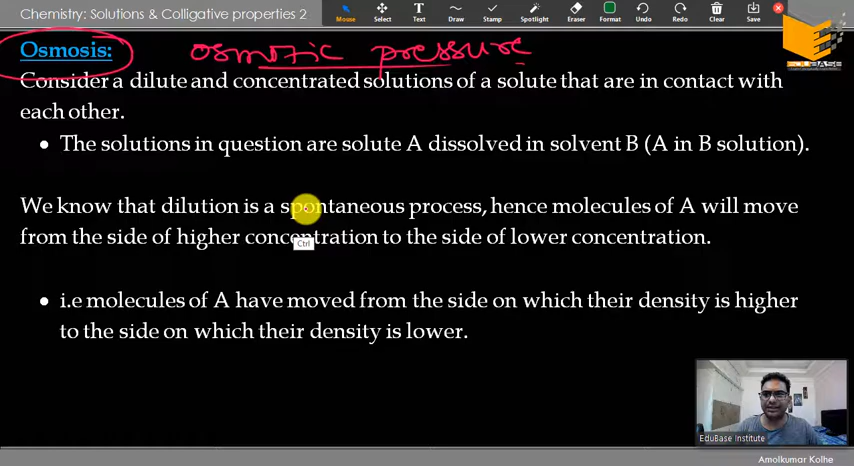 Chemistry: Solutions & Colligative properties 2
Mouse Select Text Draw Stamp Spotlight Eraser Format Undo Redo Clear Save
Osmosis: osmotic pressure
EDUBASE
Consider a dilute and concentrated solutions of a solute that are in contact with
each other.
• The solutions in question are solute A dissolved in solvent B (A in B solution).
We know that dilution is a spontaneous process, hence molecules of A will move
from the side of higher concentration to the side of lower concentration.
Ctrl
• i.e molecules of A have moved from the side on which their density is higher
to the side on which their density is lower.
EduBase Institute
Amolkumar Kolhe